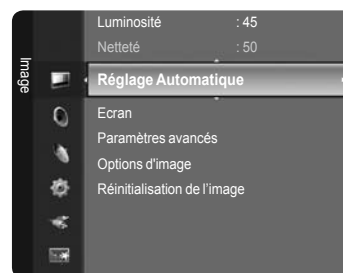 Image
Luminosité : 45
Netteté : 50
Réglage Automatique
Ecran
Paramètres avancés
Options d'image
Réinitialisation de l'image